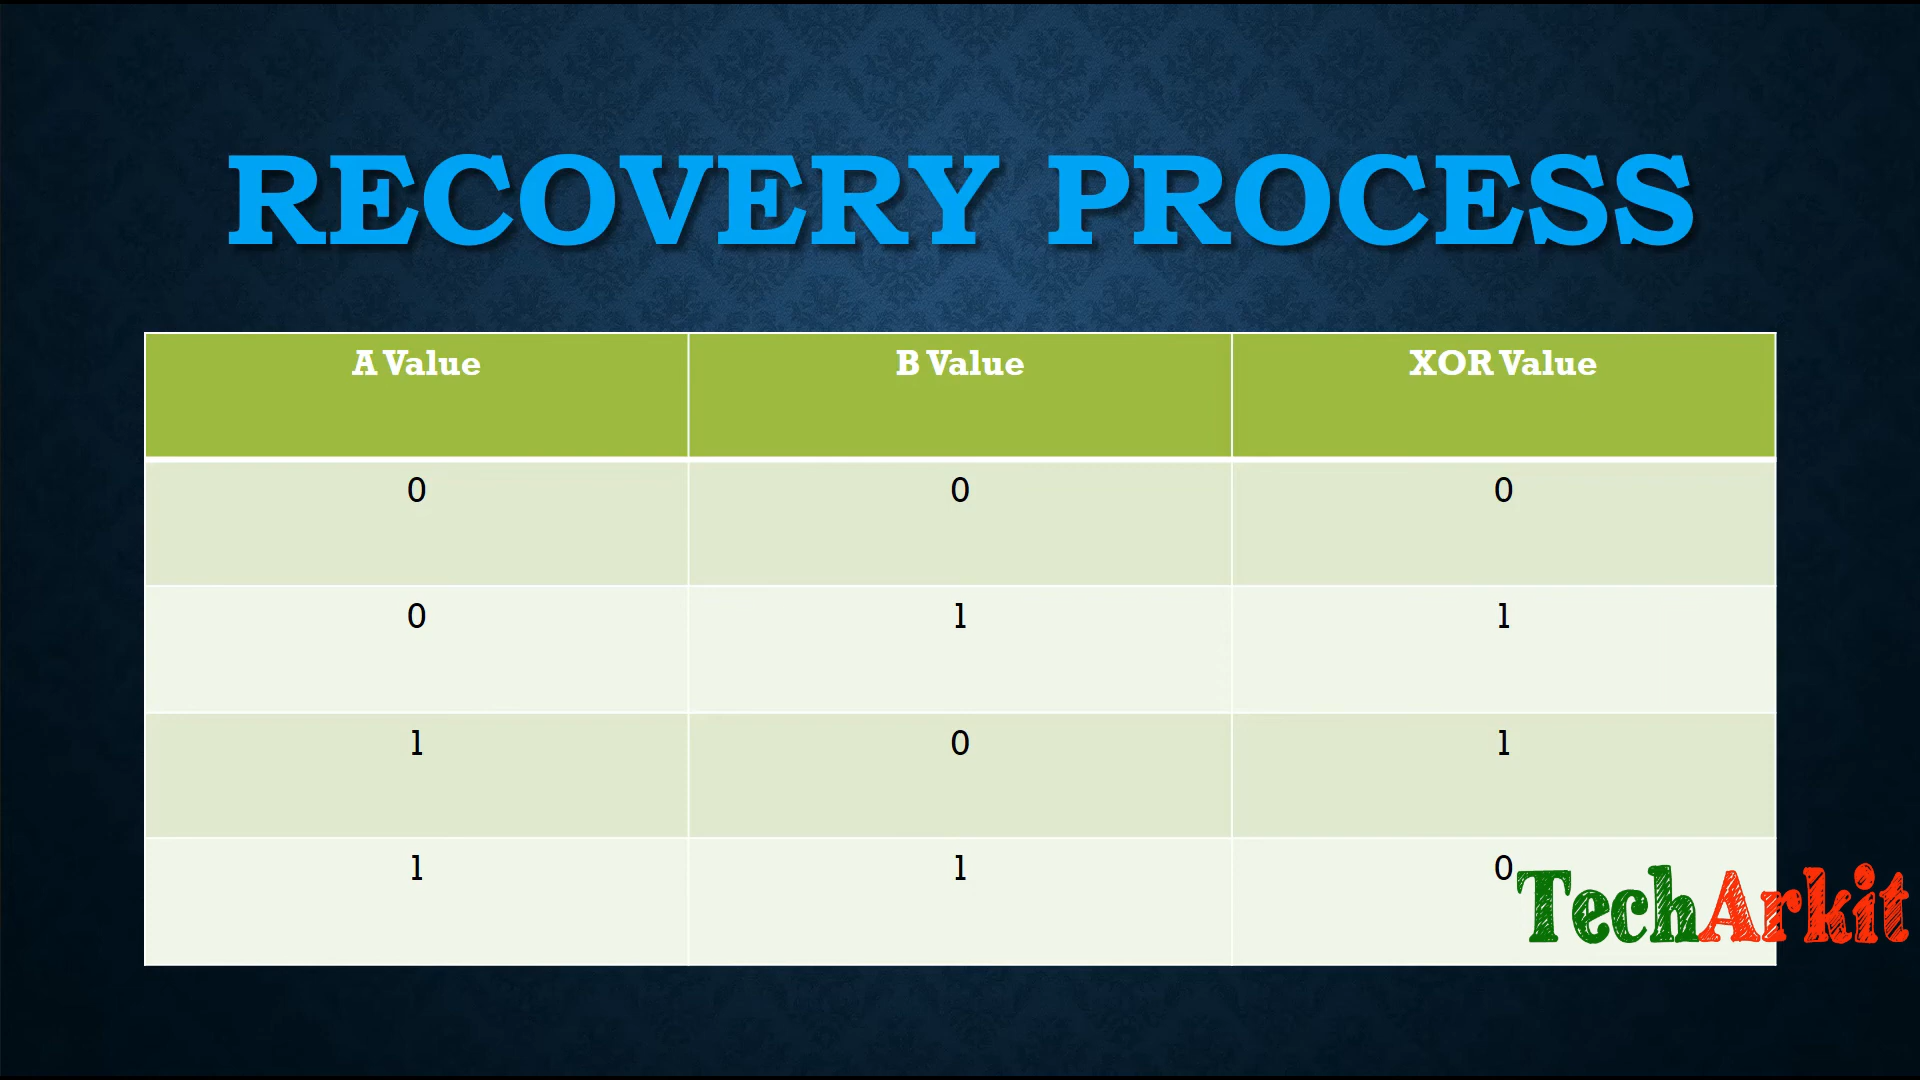 RECOVERY PROCESS
A Value B Value XOR Value
0 0 0
0 1 1
1 0 1
1 1 0
TechArkit